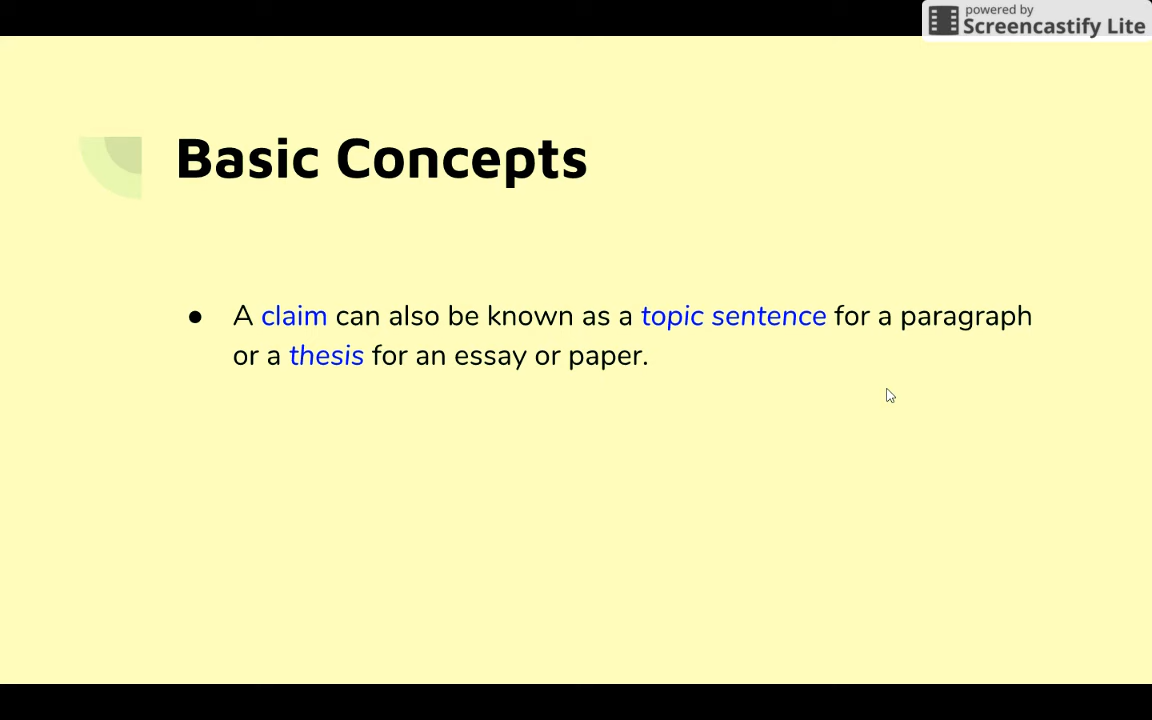 powered by
Screencastify Lite
Basic Concepts
● A claim can also be known as a topic sentence for a paragraph
or a thesis for an essay or paper.